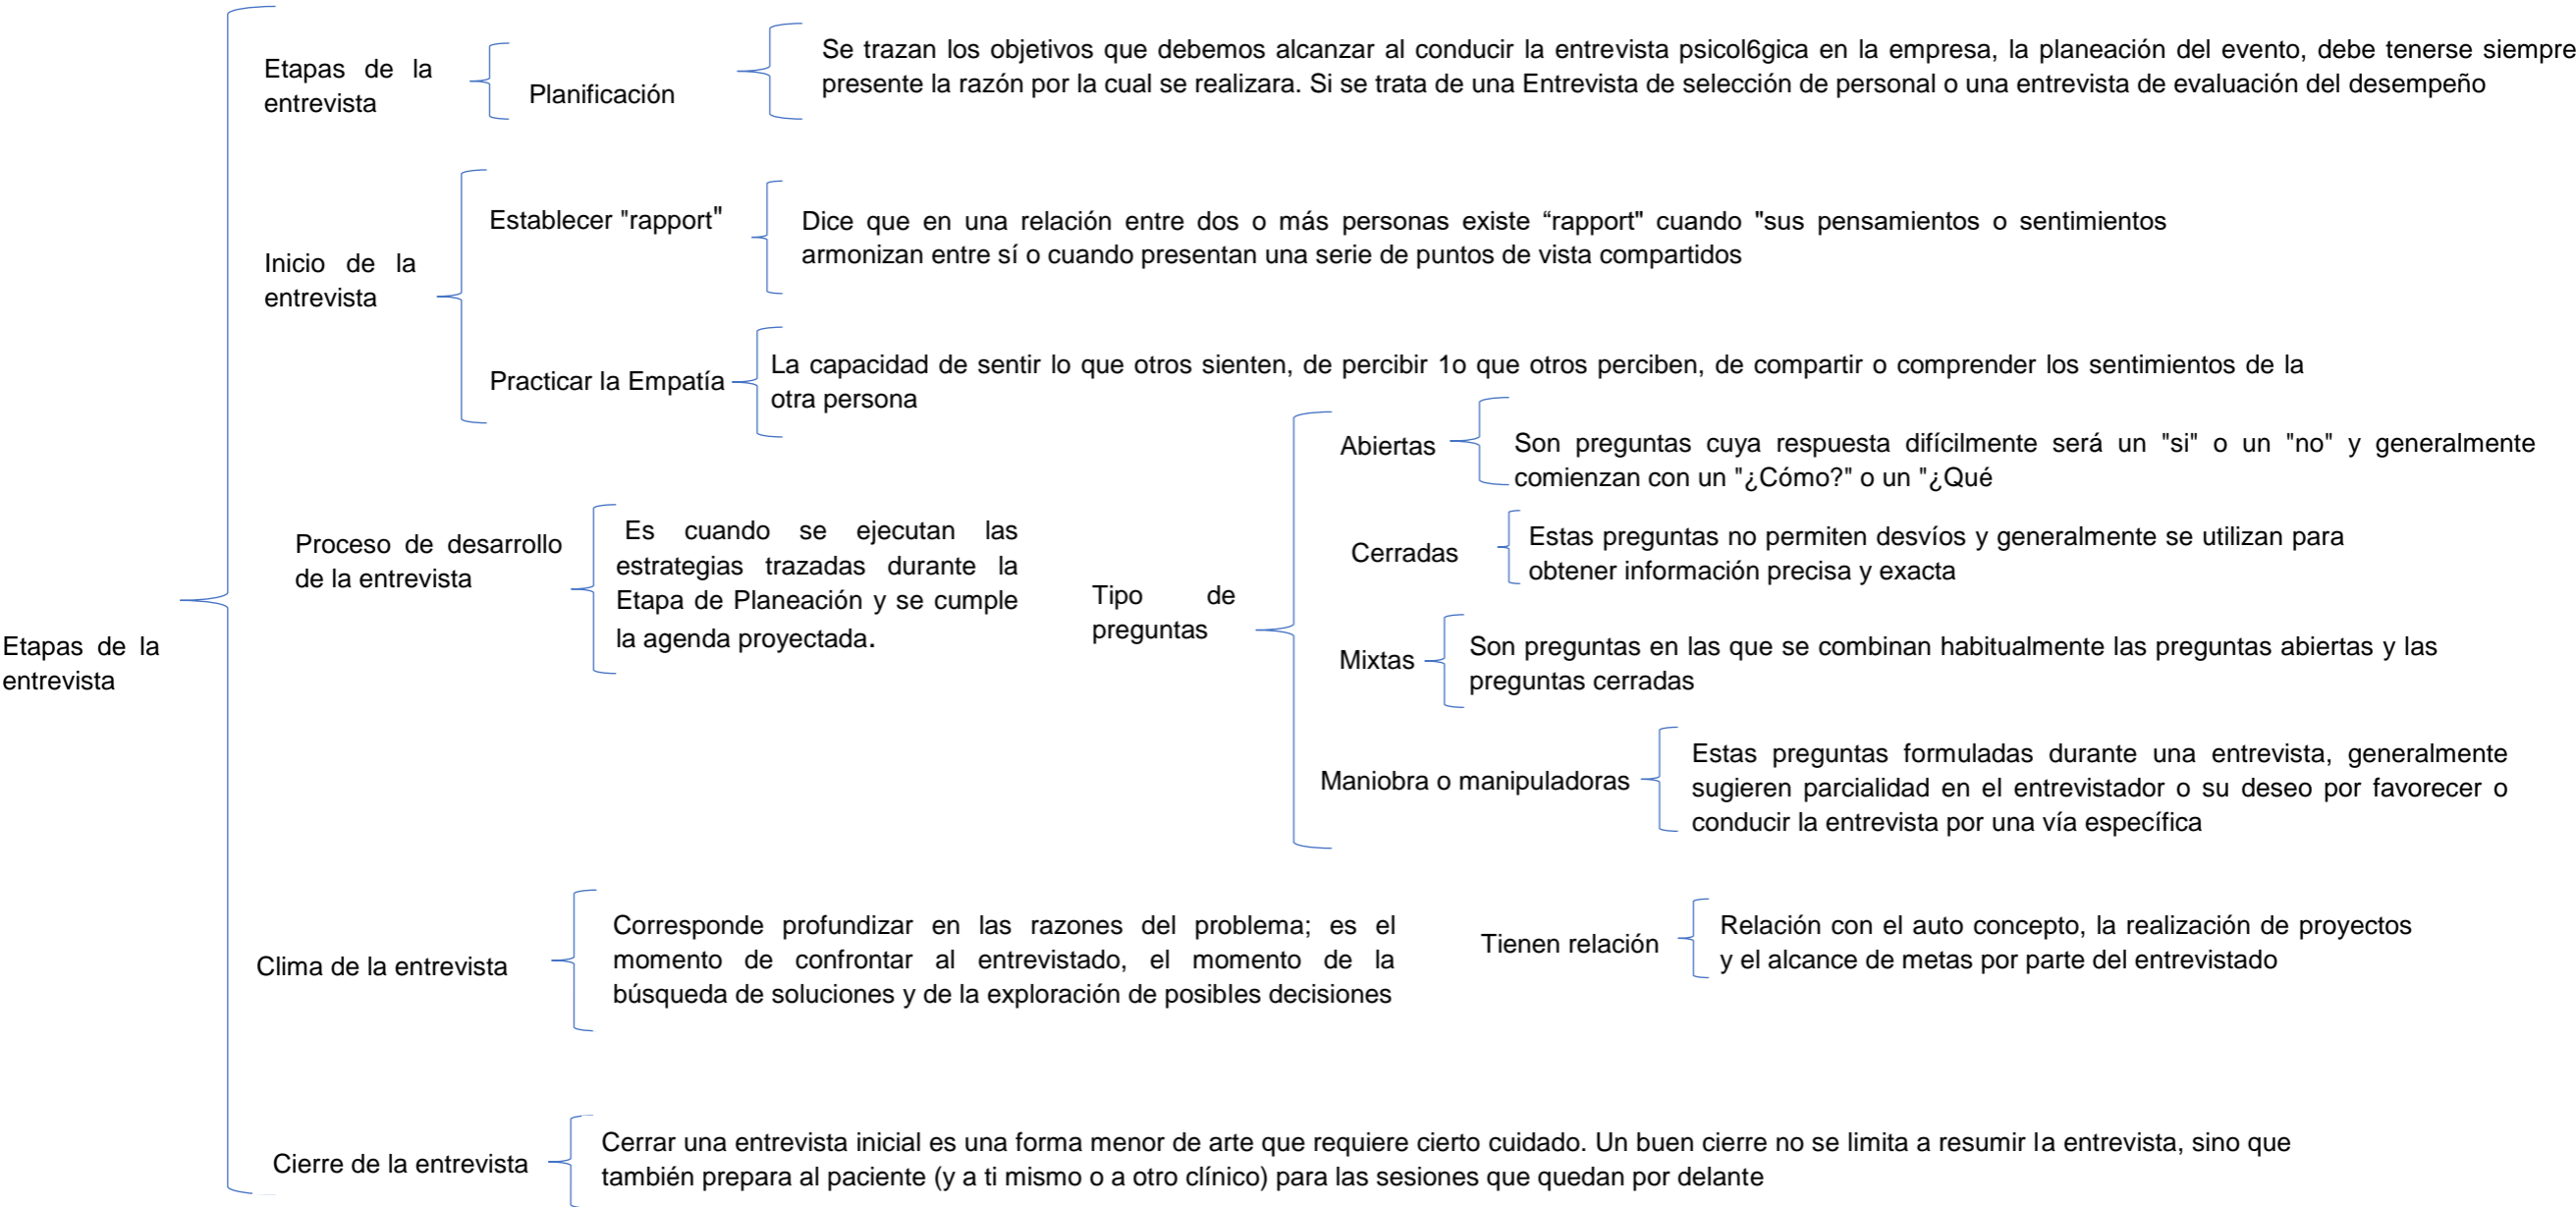 Etapas de la
entrevista
Etapas de la
entrevista
Planificación
Se trazan los objetivos que debemos alcanzar al conducir la entrevista psicol6gica en la empresa, la planeación del evento, debe tenerse siempre
presente la razón por la cual se realizara. Si se trata de una Entrevista de selección de personal o una entrevista de evaluación del desempeño
Inicio de la
entrevista
Establecer "rapport"
Dice que en una relación entre dos o más personas existe “rapport" cuando "sus pensamientos o sentimientos
armonizan entre sí o cuando presentan una serie de puntos de vista compartidos
Practicar la Empatía
La capacidad de sentir lo que otros sienten, de percibir 1o que otros perciben, de compartir o comprender los sentimientos de la
otra persona
Proceso de desarrollo
de la entrevista
Es cuando se ejecutan las
estrategias trazadas durante la
Etapa de Planeación y se cumple
la agenda proyectada.
Tipo de
preguntas
Abiertas
Son preguntas cuya respuesta difícilmente será un "si" o un "no" y generalmente
comienzan con un "¿Cómo?" o un "¿Qué
Cerradas
Estas preguntas no permiten desvíos y generalmente se utilizan para
obtener información precisa y exacta
Mixtas
Son preguntas en las que se combinan habitualmente las preguntas abiertas y las
preguntas cerradas
Maniobra o manipuladoras
Estas preguntas formuladas durante una entrevista, generalmente
sugieren parcialidad en el entrevistador o su deseo por favorecer o
conducir la entrevista por una vía específica
Clima de la entrevista
Corresponde profundizar en las razones del problema; es el
momento de confrontar al entrevistado, el momento de la
búsqueda de soluciones y de la exploración de posibles decisiones
Tienen relación
Relación con el auto concepto, la realización de proyectos
y el alcance de metas por parte del entrevistado
Cierre de la entrevista
Cerrar una entrevista inicial es una forma menor de arte que requiere cierto cuidado. Un buen cierre no se limita a resumir la entrevista, sino que
también prepara al paciente (y a ti mismo o a otro clínico) para las sesiones que quedan por delante